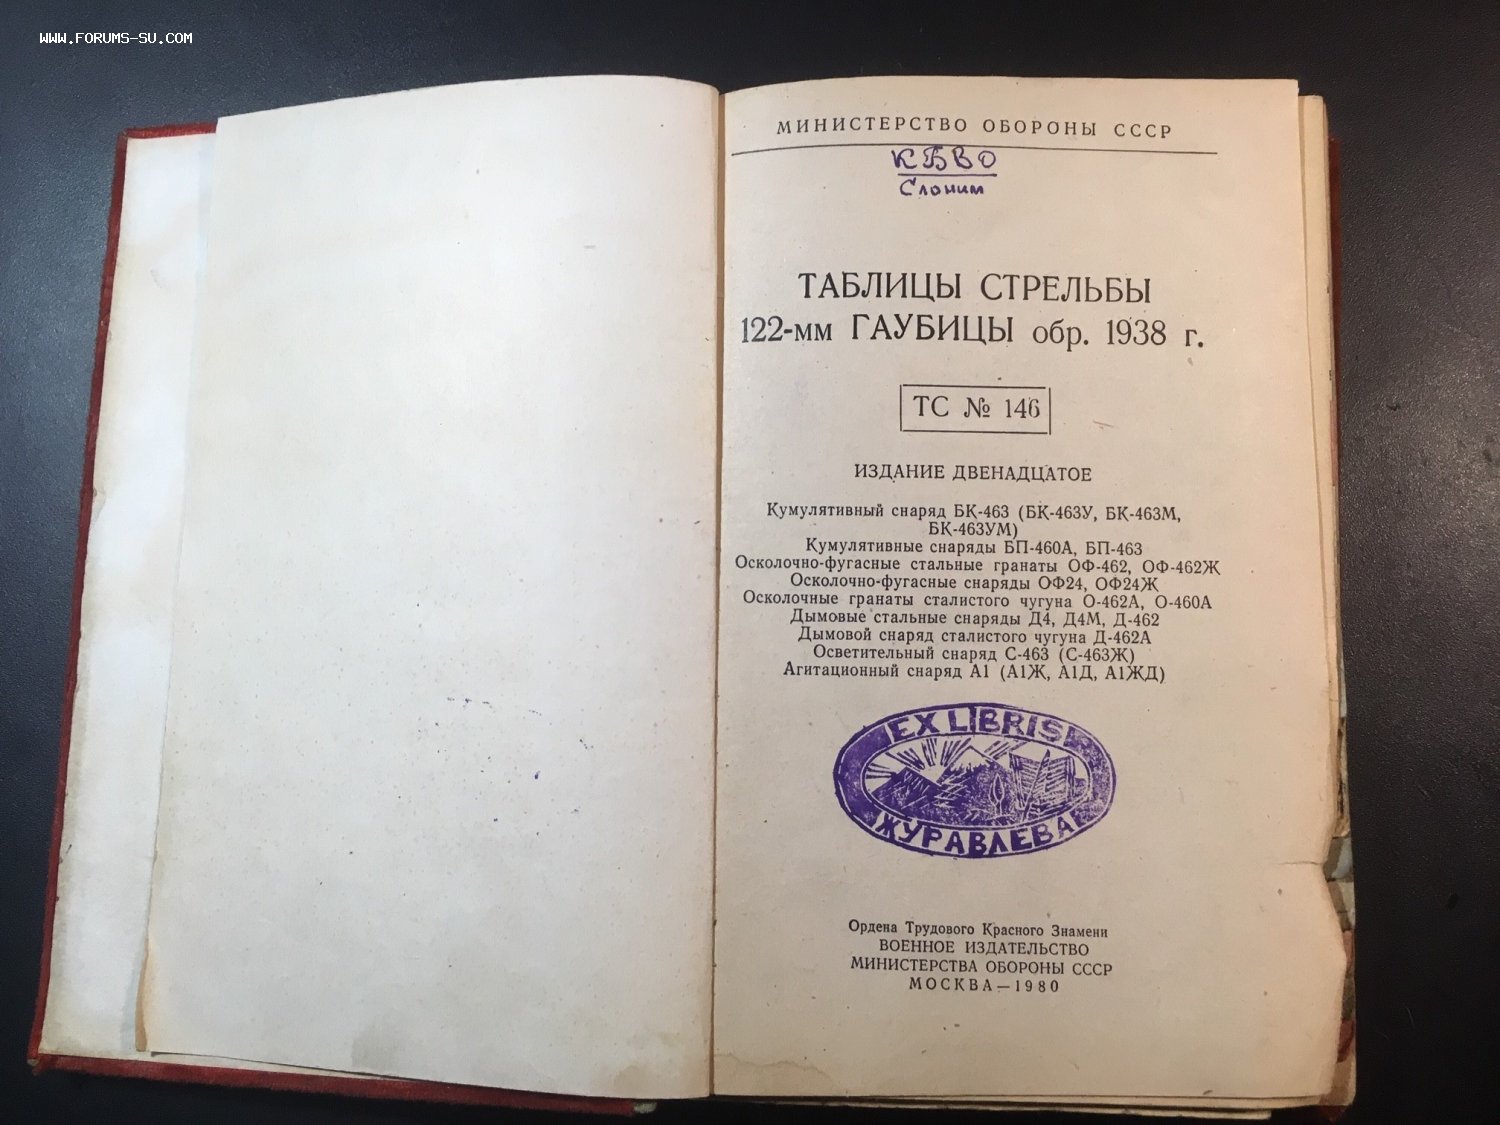 WWW.FORUMS-SU.COM
МИНИСТЕРСТВО ОБОРОНЫ СССР
КБВО
Слоним
ТАБЛИЦЫ СТРЕЛЬБЫ
122-мм ГАУБИЦЫ обр. 1938 г.
ТС № 146
ИЗДАНИЕ ДВЕНАДЦАТОЕ
Кумулятивный снаряд БК-463 (БК-463У, БК-463М,
БК-463УМ)
Кумулятивные снаряды БП-460А, БП-463
Осколочно-фугасные стальные гранаты ОФ-462, ОФ-462Ж
Осколочно-фугасные снаряды ОФ24, ОФ24Ж
Осколочные гранаты сталистого чугуна О-462А, О-460А
Дымовые стальные снаряды Д4, Д4М, Д-462
Дымовой снаряд сталистого чугуна Д-462А
Осветительный снаряд С-463 (С-463Ж)
Агитационный снаряд А1 (А1Ж, А1Д, А1ЖД)
EX LIBRIS
ЖУРАВЛЕВА
Ордена Трудового Красного Знамени
ВОЕННОЕ ИЗДАТЕЛЬСТВО
МИНИСТЕРСТВА ОБОРОНЫ СССР
МОСКВА—1980